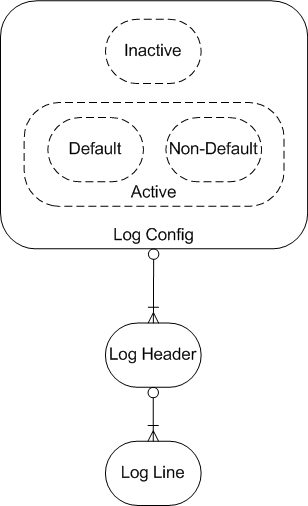 Inactive
Default
Non-Default
Active
Log Config
Log Header
Log Line